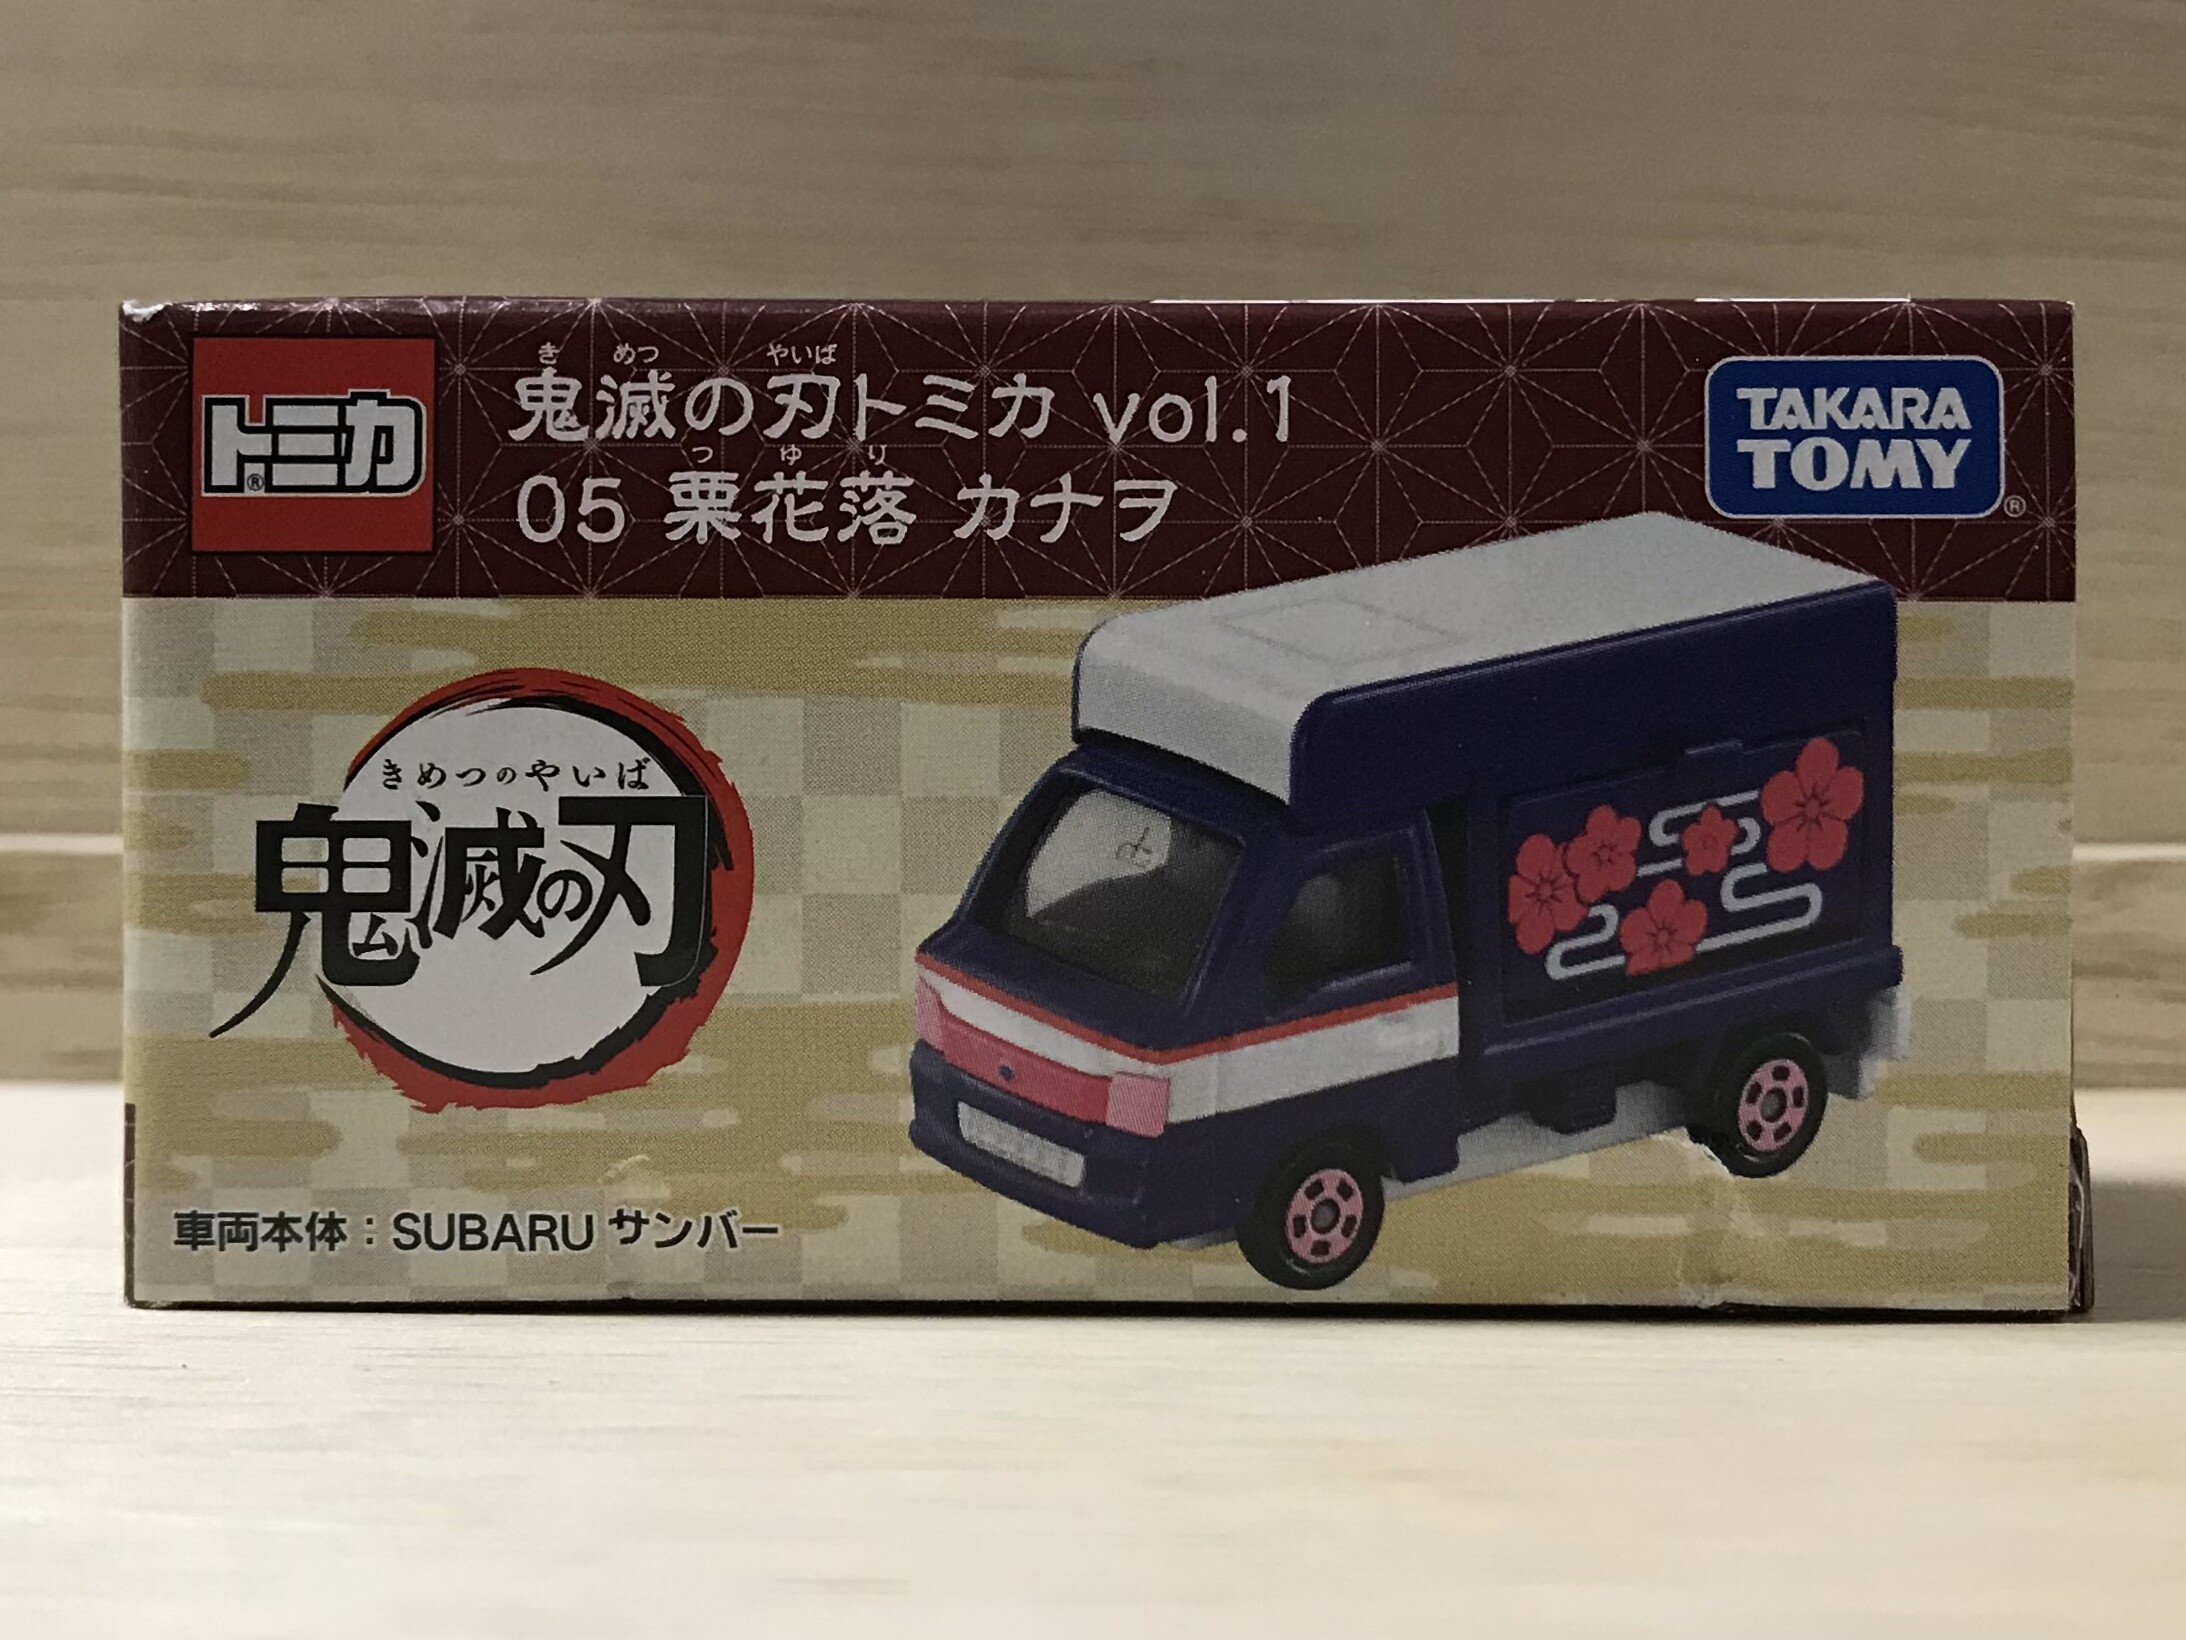 トミカ®
き めつ やいば
鬼滅の刃トミカ vol.1
つ ゆ り
05 栗花落 カナヲ
TAKARA
TOMY®
きめつのやいば
鬼滅の刃
車両本体：SUBARU サンバー